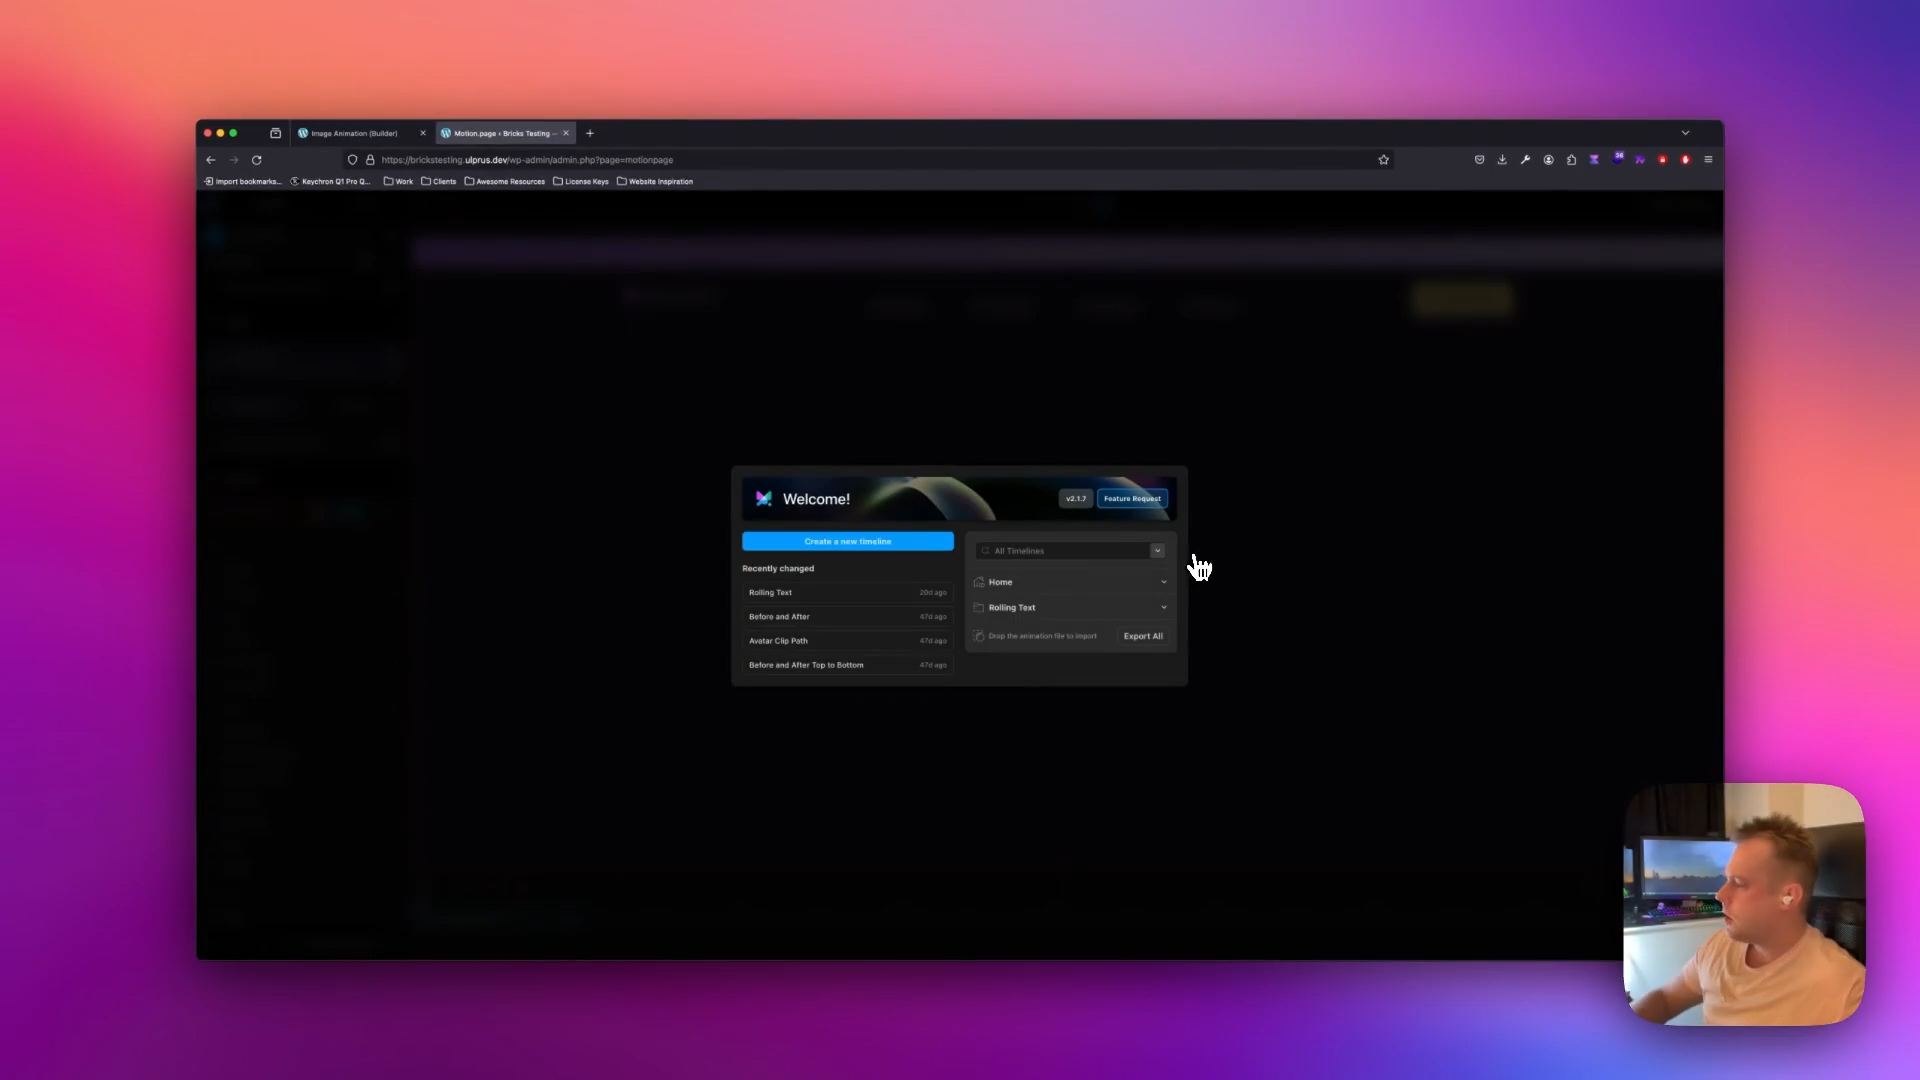 Image Animation (Builder)
Motion.page ‹ Bricks Testing —
https://brickstesting.ulprus.dev/wp-admin/admin.php?page=motionpage
36
Import bookmarks... Keychron Q1 Pro Q... Work Clients Awesome Resources License Keys Website Inspiration
Welcome!
v2.1.7
Feature Request
Create a new timeline
Recently changed
Rolling Text 20d ago
Before and After 47d ago
Avatar Clip Path 47d ago
Before and After Top to Bottom 47d ago
All Timelines
Home
Rolling Text
Drop the animation file to import
Export All